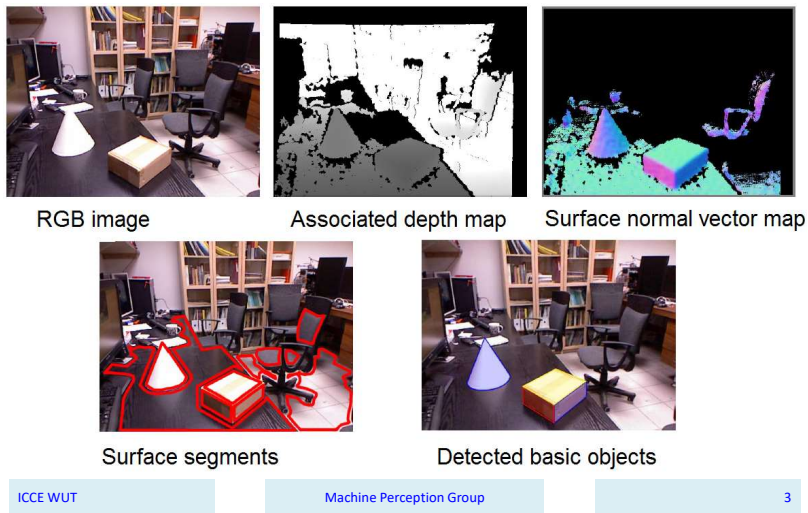 RGB image
Associated depth map
Surface normal vector map
Surface segments
Detected basic objects
ICCE WUT
Machine Perception Group
3